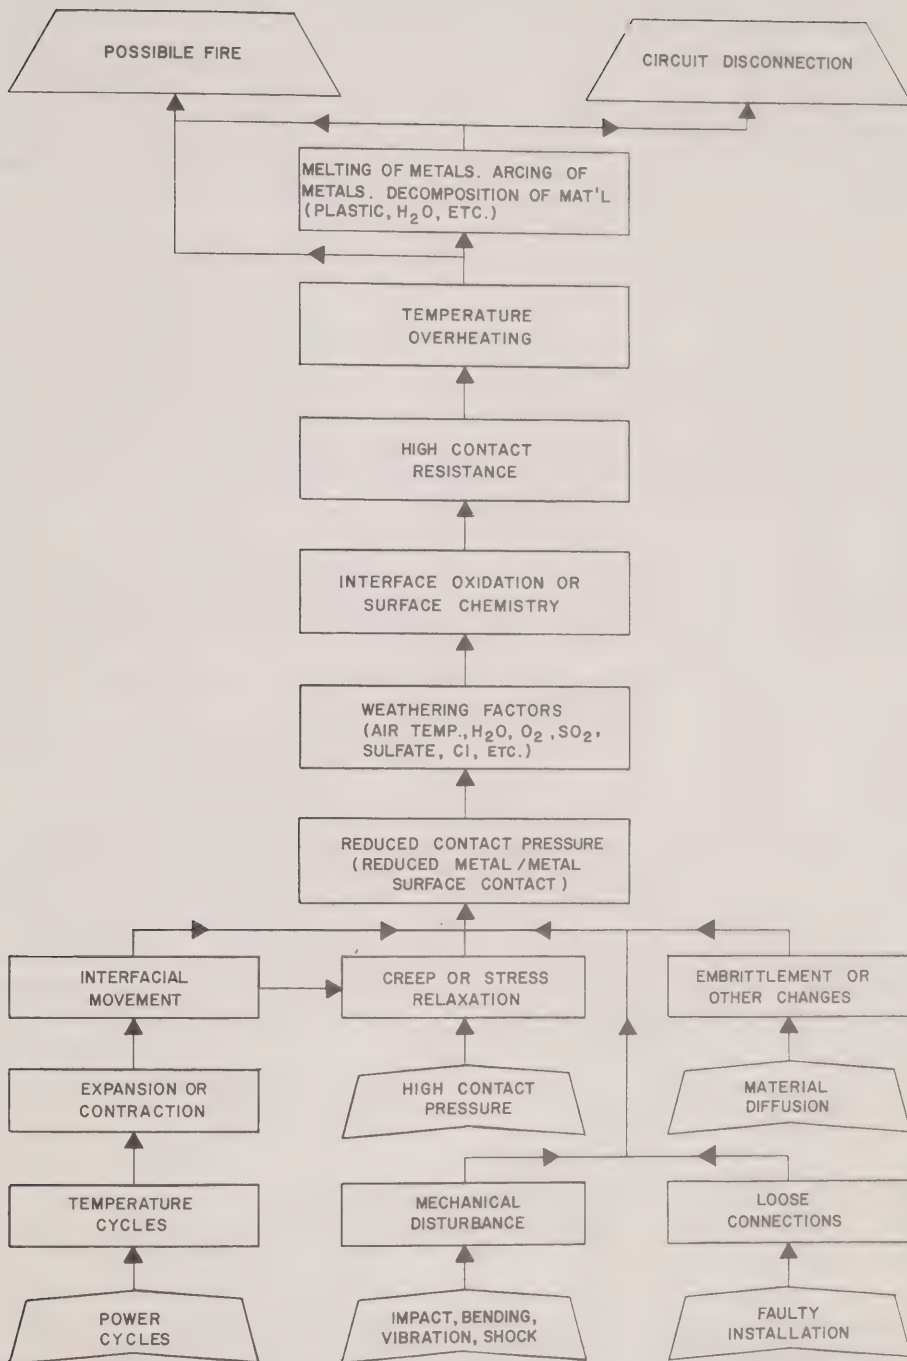 POSSIBILE FIRE
CIRCUIT DISCONNECTION
MELTING OF METALS. ARCING OF
METALS. DECOMPOSITION OF MAT'L
(PLASTIC, H₂O, ETC.)
TEMPERATURE
OVERHEATING
HIGH CONTACT
RESISTANCE
INTERFACE OXIDATION OR
SURFACE CHEMISTRY
WEATHERING FACTORS
(AIR TEMP., H₂O, O₂, SO₂,
SULFATE, Cl, ETC.)
REDUCED CONTACT PRESSURE
(REDUCED METAL/METAL
SURFACE CONTACT)
INTERFACIAL
MOVEMENT
CREEP OR STRESS
RELAXATION
EMBRITTLEMENT OR
OTHER CHANGES
EXPANSION OR
CONTRACTION
HIGH CONTACT
PRESSURE
MATERIAL
DIFFUSION
TEMPERATURE
CYCLES
MECHANICAL
DISTURBANCE
LOOSE
CONNECTIONS
POWER
CYCLES
IMPACT, BENDING,
VIBRATION, SHOCK
FAULTY
INSTALLATION